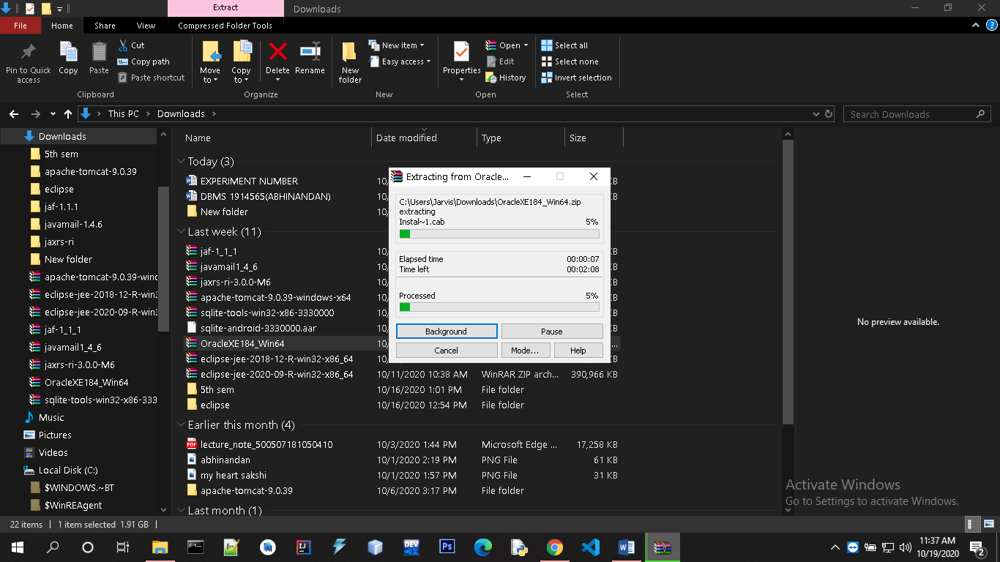 Extract
Downloads
File
Home
Share
View
Compressed Folder Tools
Pin to Quick access
Copy
Paste
Cut
Copy path
Paste shortcut
Clipboard
Move to
Copy to
Delete
Rename
Organize
New folder
New item
Easy access
New
Properties
Open
Edit
History
Open
Select all
Select none
Invert selection
Select
This PC > Downloads >
Search Downloads
Downloads
5th sem
apache-tomcat-9.0.39
eclipse
jaf-1.1.1
javamail-1.4.6
jaxrs-ri
New folder
apache-tomcat-9.0.39-wind
eclipse-jee-2018-12-R-win3
eclipse-jee-2020-09-R-win3
jaf-1_1_1
javamail1_4_6
jaxrs-ri-3.0.0-M6
OracleXE184_Win64
sqlite-tools-win32-x86-333
Music
Pictures
Videos
Local Disk (C:)
$WINDOWS.~BT
$WinREAgent
Name Date modified Type Size
Today (3)
EXPERIMENT NUMBER 10/ KB
DBMS 1914565(ABHINANDAN) 10/ KB
New folder 10/
Last week (11)
jaf-1_1_1 10/ KB
javamail1_4_6 10/ KB
jaxrs-ri-3.0.0-M6 10/ KB
apache-tomcat-9.0.39-windows-x64 10/ KB
sqlite-tools-win32-x86-3330000 10/ KB
sqlite-android-3330000.aar 10/ KB
OracleXE184_Win64 10/ ...
eclipse-jee-2018-12-R-win32-x86_64 10/ KB
eclipse-jee-2020-09-R-win32-x86_64 10/11/2020 10:38 AM WinRAR ZIP arch... 390,966 KB
5th sem 10/16/2020 1:01 PM File folder
eclipse 10/16/2020 12:54 PM File folder
Earlier this month (4)
lecture_note_500507181050410 10/3/2020 1:44 PM Microsoft Edge ... 17,258 KB
abhinandan 10/1/2020 2:19 PM PNG File 61 KB
my heart sakshi 10/1/2020 1:57 PM PNG File 31 KB
apache-tomcat-9.0.39 10/6/2020 3:17 PM File folder
Last month (1)
Extracting from Oracle...
C:\Users\Jarvis\Downloads\OracleXE184_Win64.zip
extracting
Instal~1.cab 5%
Elapsed time 00:00:07
Time left 00:02:08
Processed 5%
Background
Pause
Cancel
Mode...
Help
No preview available.
Activate Windows
Go to Settings to activate Windows.
22 items
1 item selected 1.91 GB
DEV
Ps
11:37 AM
10/19/2020
2